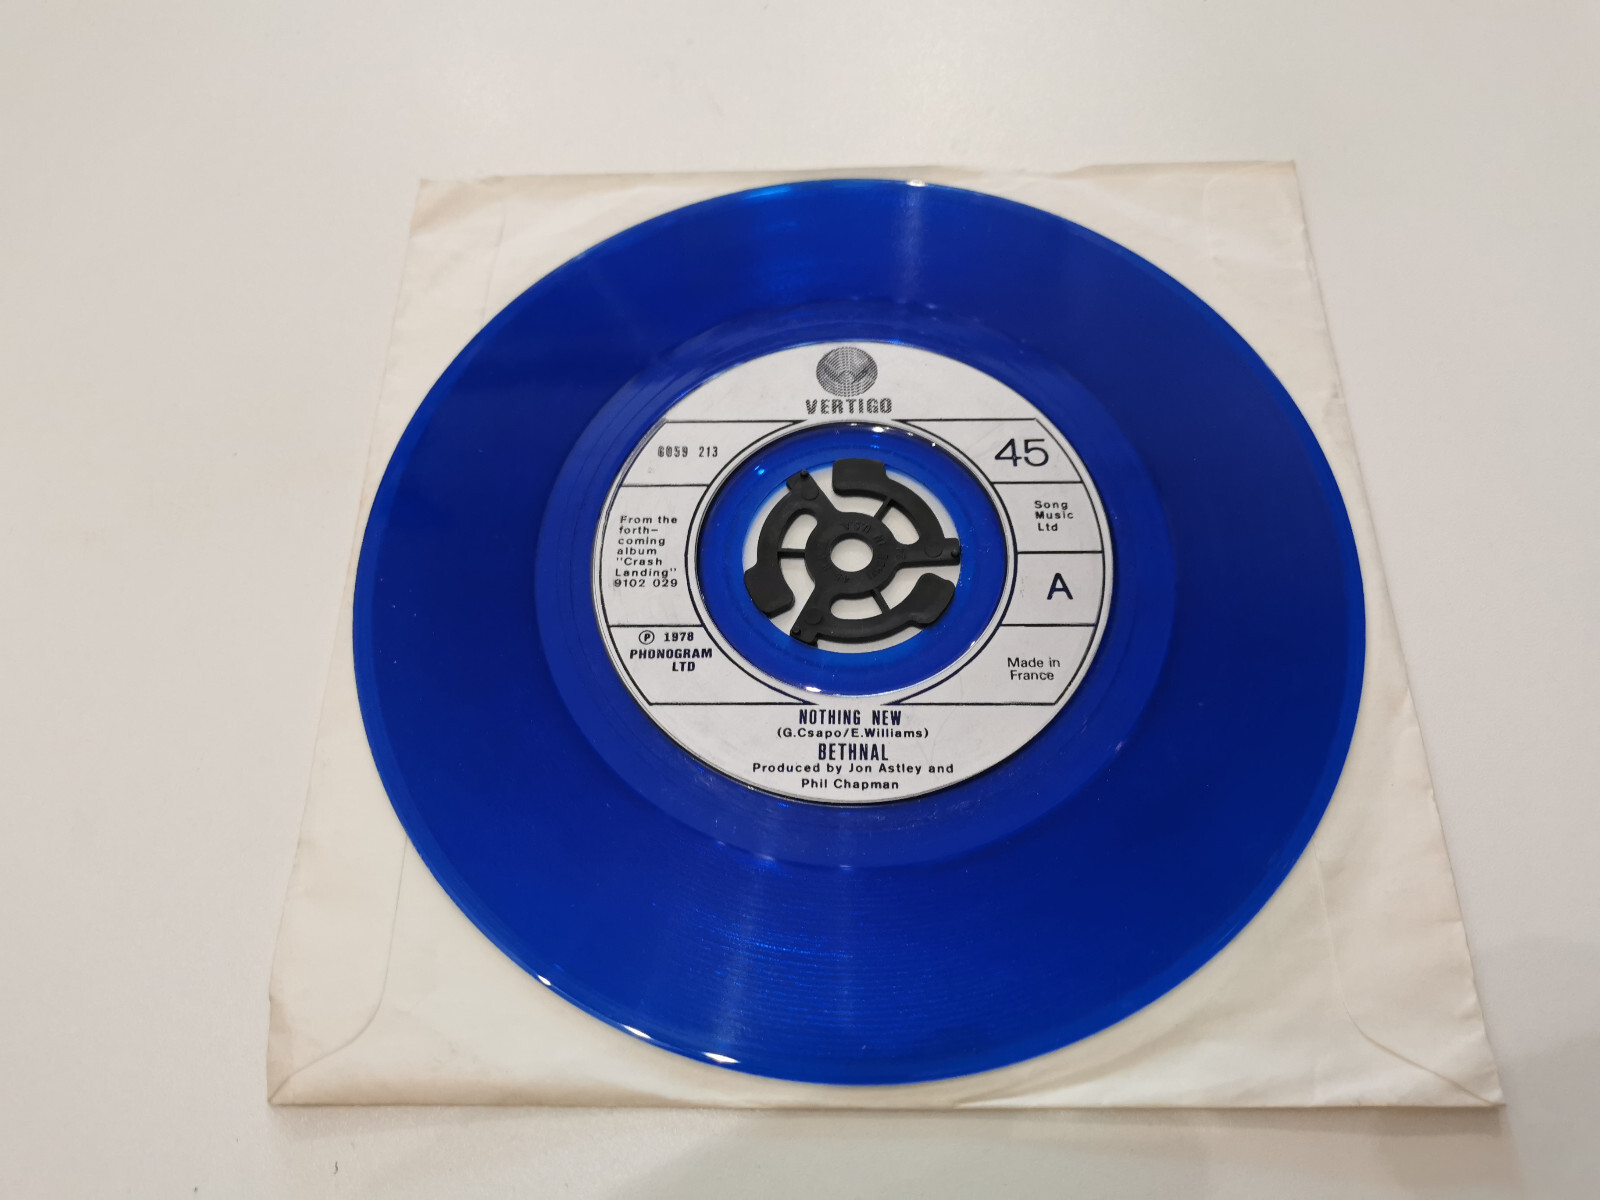 VERTIGO
6059 213
45
From the
forth-
coming
album
"Crash
Landing"
9102 029
Song
Music
Ltd
A
Ⓟ 1978
PHONOGRAM
LTD
Made in
France
NOTHING NEW
(G.Csapo/E.Williams)
BETHNAL
Produced by Jon Astley and
Phil Chapman